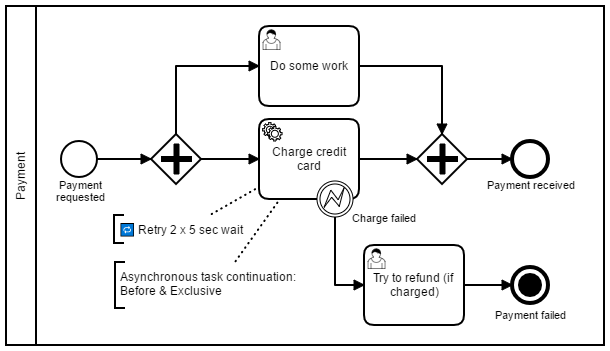 Payment
Do some work
Charge credit
card
Payment
requested
Payment received
Charge failed
Retry 2 x 5 sec wait
Asynchronous task continuation:
Before & Exclusive
Try to refund (if
charged)
Payment failed